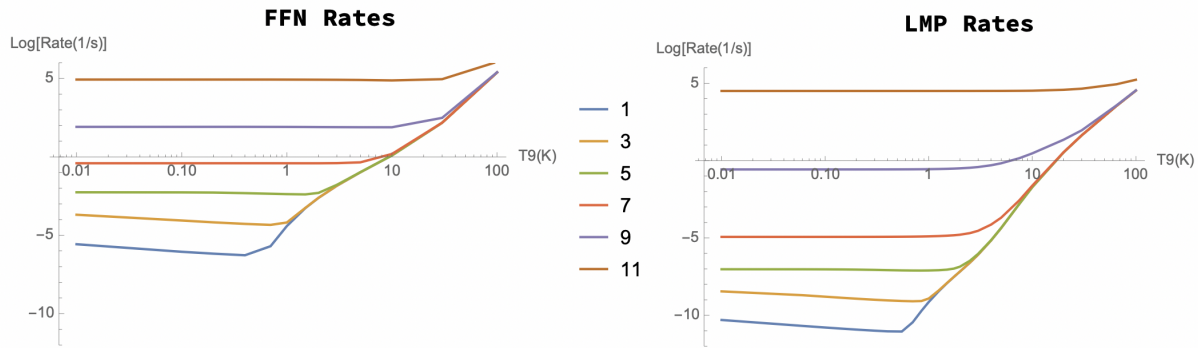 FFN Rates
Log[Rate(1/s)]
5
0.01 0.10 1 10 100
T9(K)
−5
−10
1
3
5
7
9
11
LMP Rates
Log[Rate(1/s)]
5
0.01 0.10 1 10 100
T9(K)
−5
−10